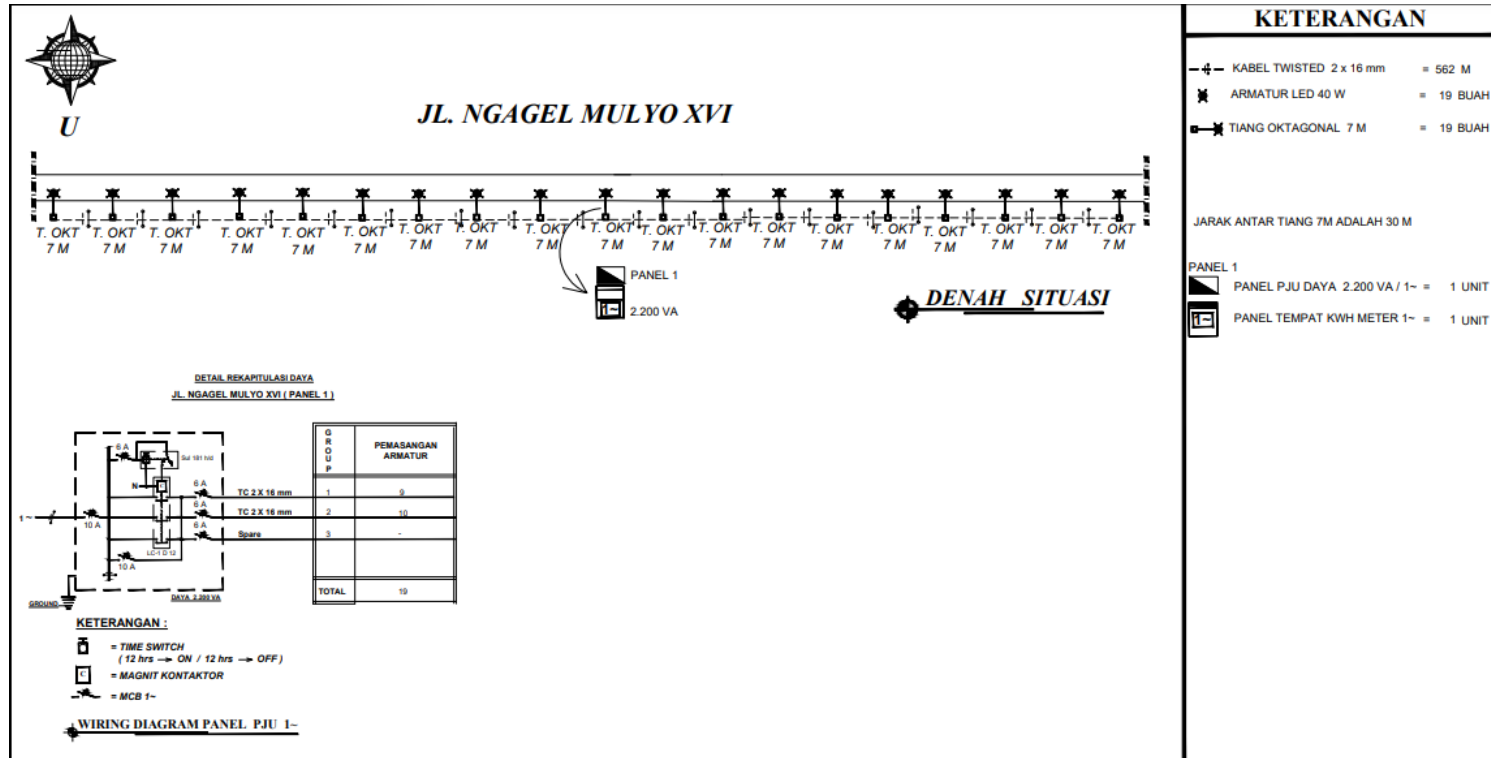 KETERANGAN
KABEL TWISTED 2 x 16 mm = 562 M
ARMATUR LED 40 W = 19 BUAH
TIANG OKTAGONAL 7 M = 19 BUAH
JARAK ANTAR TIANG 7M ADALAH 30 M
PANEL 1
PANEL PJU DAYA 2.200 VA / 1~ = 1 UNIT
1~ PANEL TEMPAT KWH METER 1~ = 1 UNIT
U
JL. NGAGEL MULYO XVI
T. OKT T. OKT T. OKT T. OKT T. OKT T. OKT T. OKT T. OKT T. OKT T. OKT T. OKT T. OKT T. OKT T. OKT T. OKT T. OKT T. OKT T. OKT T. OKT
7 M 7 M 7 M 7 M 7 M 7 M 7 M 7 M 7 M 7 M 7 M 7 M 7 M 7 M 7 M 7 M 7 M 7 M 7 M
PANEL 1
1~ 2.200 VA
DENAH SITUASI
DETAIL REKAPITULASI DAYA
JL. NGAGEL MULYO XVI ( PANEL 1 )
GROUP PEMASANGAN ARMATUR
6 A
Sul 181 h/d
N
C
6 A
TC 2 X 16 mm 1 9
6 A
1~ 10 A TC 2 X 16 mm 2 10
6 A
Spare 3 -
LC-1 D 12
10 A
TOTAL 19
DAYA 2.200 VA
GROUND
KETERANGAN :
= TIME SWITCH
( 12 hrs → ON / 12 hrs → OFF )
C = MAGNIT KONTAKTOR
= MCB 1~
WIRING DIAGRAM PANEL PJU 1~